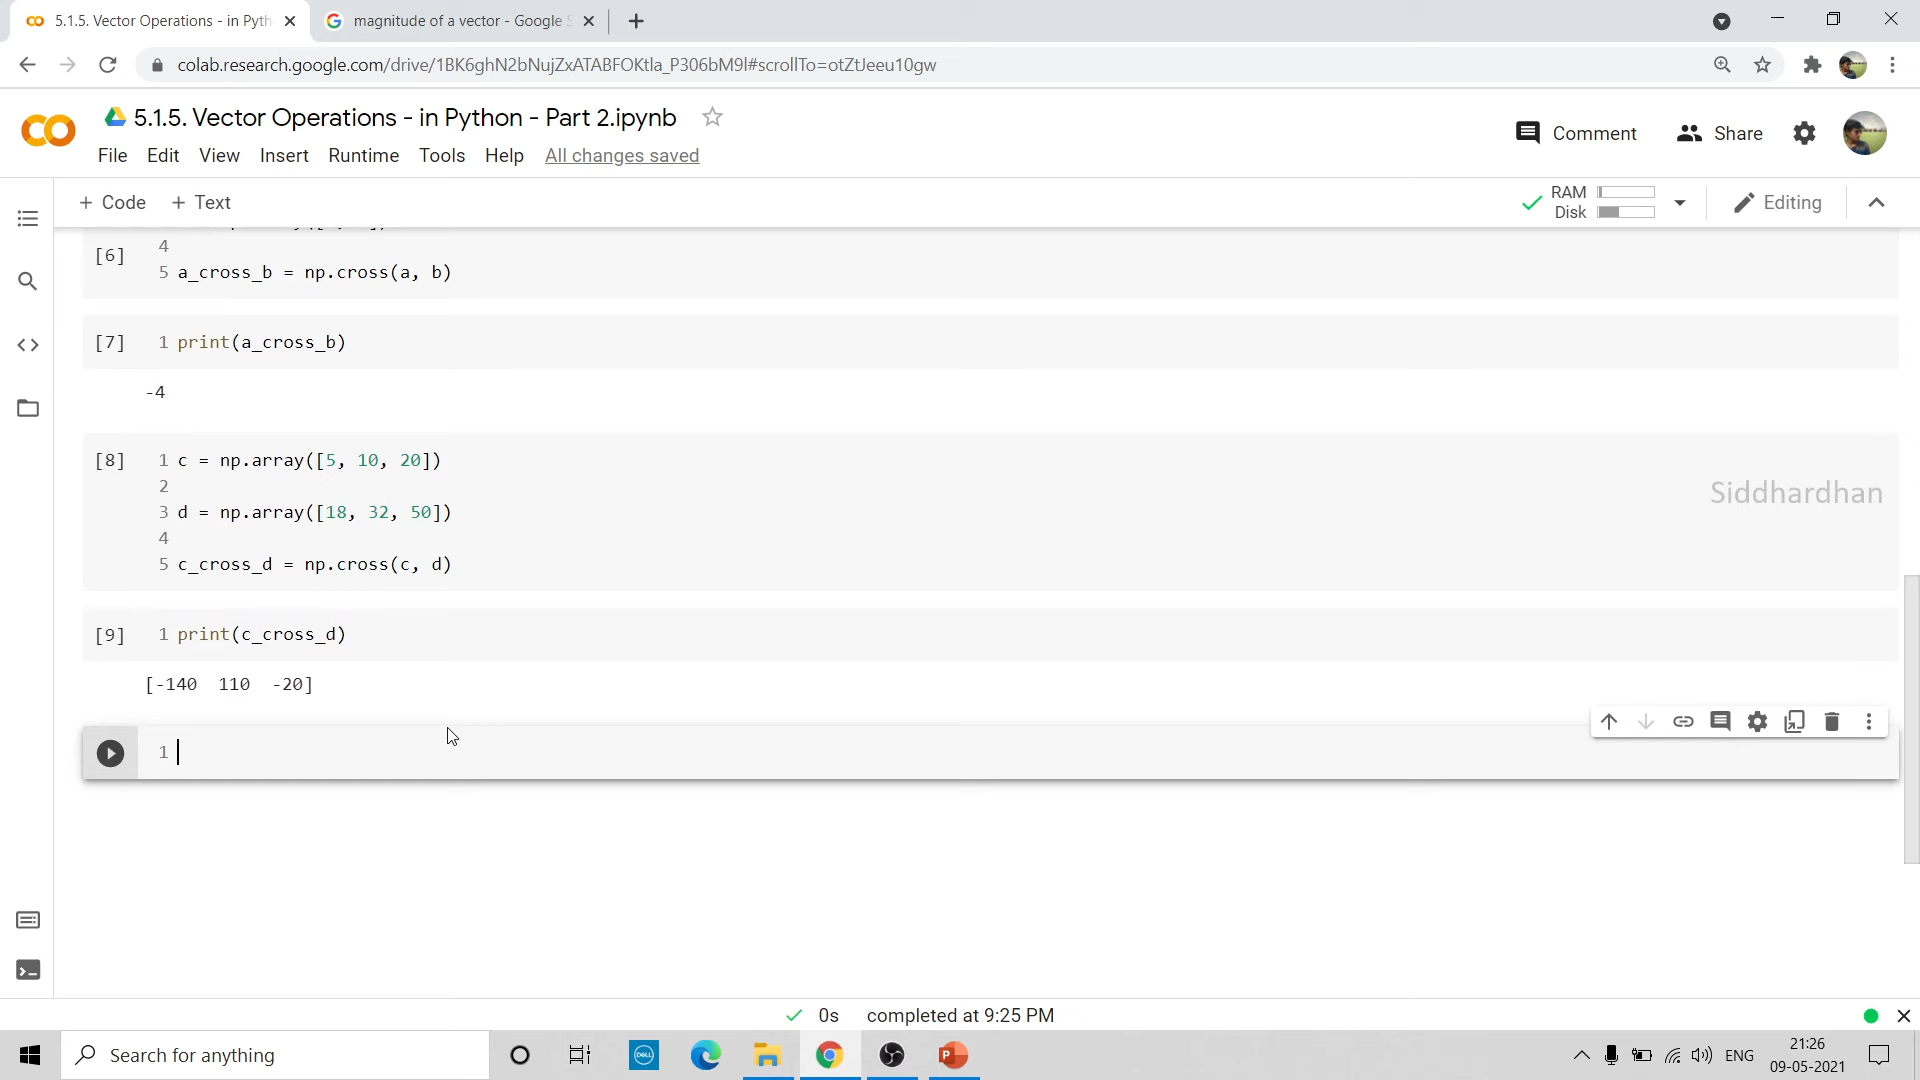 5.1.5. Vector Operations - in Pyth
magnitude of a vector - Google S
colab.research.google.com/drive/1BK6ghN2bNujZxATABFOKtla_P306bM9l#scrollTo=otZtJeeu10gw
5.1.5. Vector Operations - in Python - Part 2.ipynb
Comment
Share
File Edit View Insert Runtime Tools Help All changes saved
+ Code + Text
RAM
Disk
Editing
[6]
4
5 a_cross_b = np.cross(a, b)
[7] 1 print(a_cross_b)
-4
[8] 1 c = np.array([5, 10, 20])
2
3 d = np.array([18, 32, 50])
4
5 c_cross_d = np.cross(c, d)
Siddhardhan
[9] 1 print(c_cross_d)
[-140 110 -20]
1
0s completed at 9:25 PM
Search for anything
DELL
P
ENG
21:26
09-05-2021